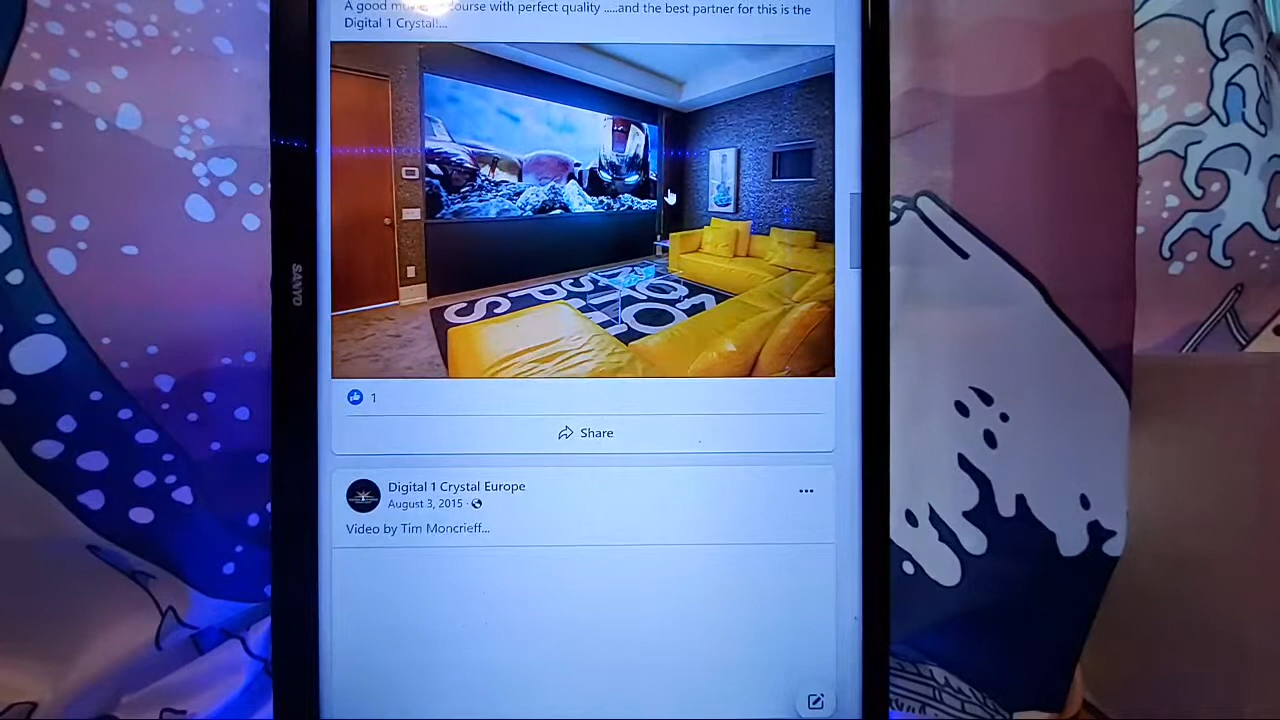 A good
course with perfect quality .....and the best partner for this is the
Digital 1 Crystal!...
1
Share
Digital 1 Crystal Europe
August 3, 2015
Video by Tim Moncrieff...
SANYO